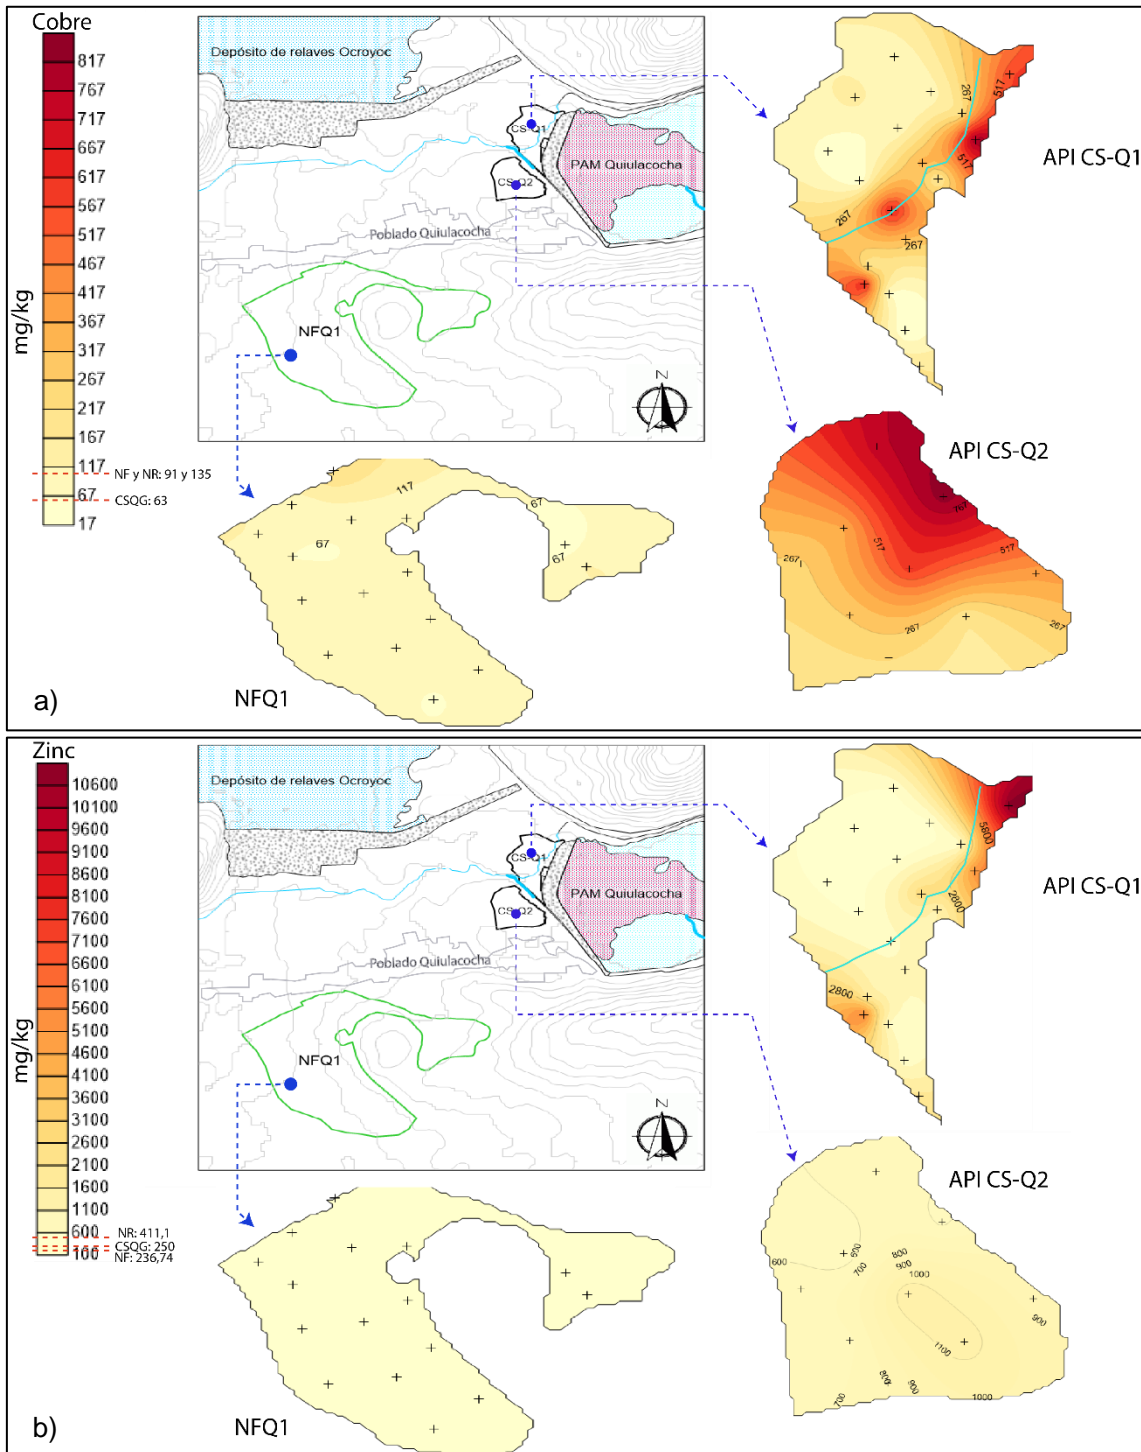 Cobre
817
767
717
667
617
567
517
467
417
367
317
267
217
167
117
67
17
mg/kg
NF y NR: 91 y 135
CSQG: 63
Depósito de relaves Ocroyoc
CS-Q1
PAM Quiulacocha
CS-Q2
Poblado Quiulacocha
NFQ1
N
267
517
517
267
267
API CS-Q1
API CS-Q2
767
517
517
267
267
267
117
67
67
67
NFQ1
a)
Zinc
10600
10100
9600
9100
8600
8100
7600
7100
6600
6100
5600
5100
4600
4100
3600
3100
2600
2100
1600
1100
600
100
mg/kg
NR: 411,1
CSQG: 250
NF: 236,74
Depósito de relaves Ocroyoc
CS-Q1
PAM Quiulacocha
CS-Q2
Poblado Quiulacocha
NFQ1
N
5800
2800
2800
API CS-Q1
API CS-Q2
600
600
700
800
900
1000
1100
900
700
800
900
1000
NFQ1
b)